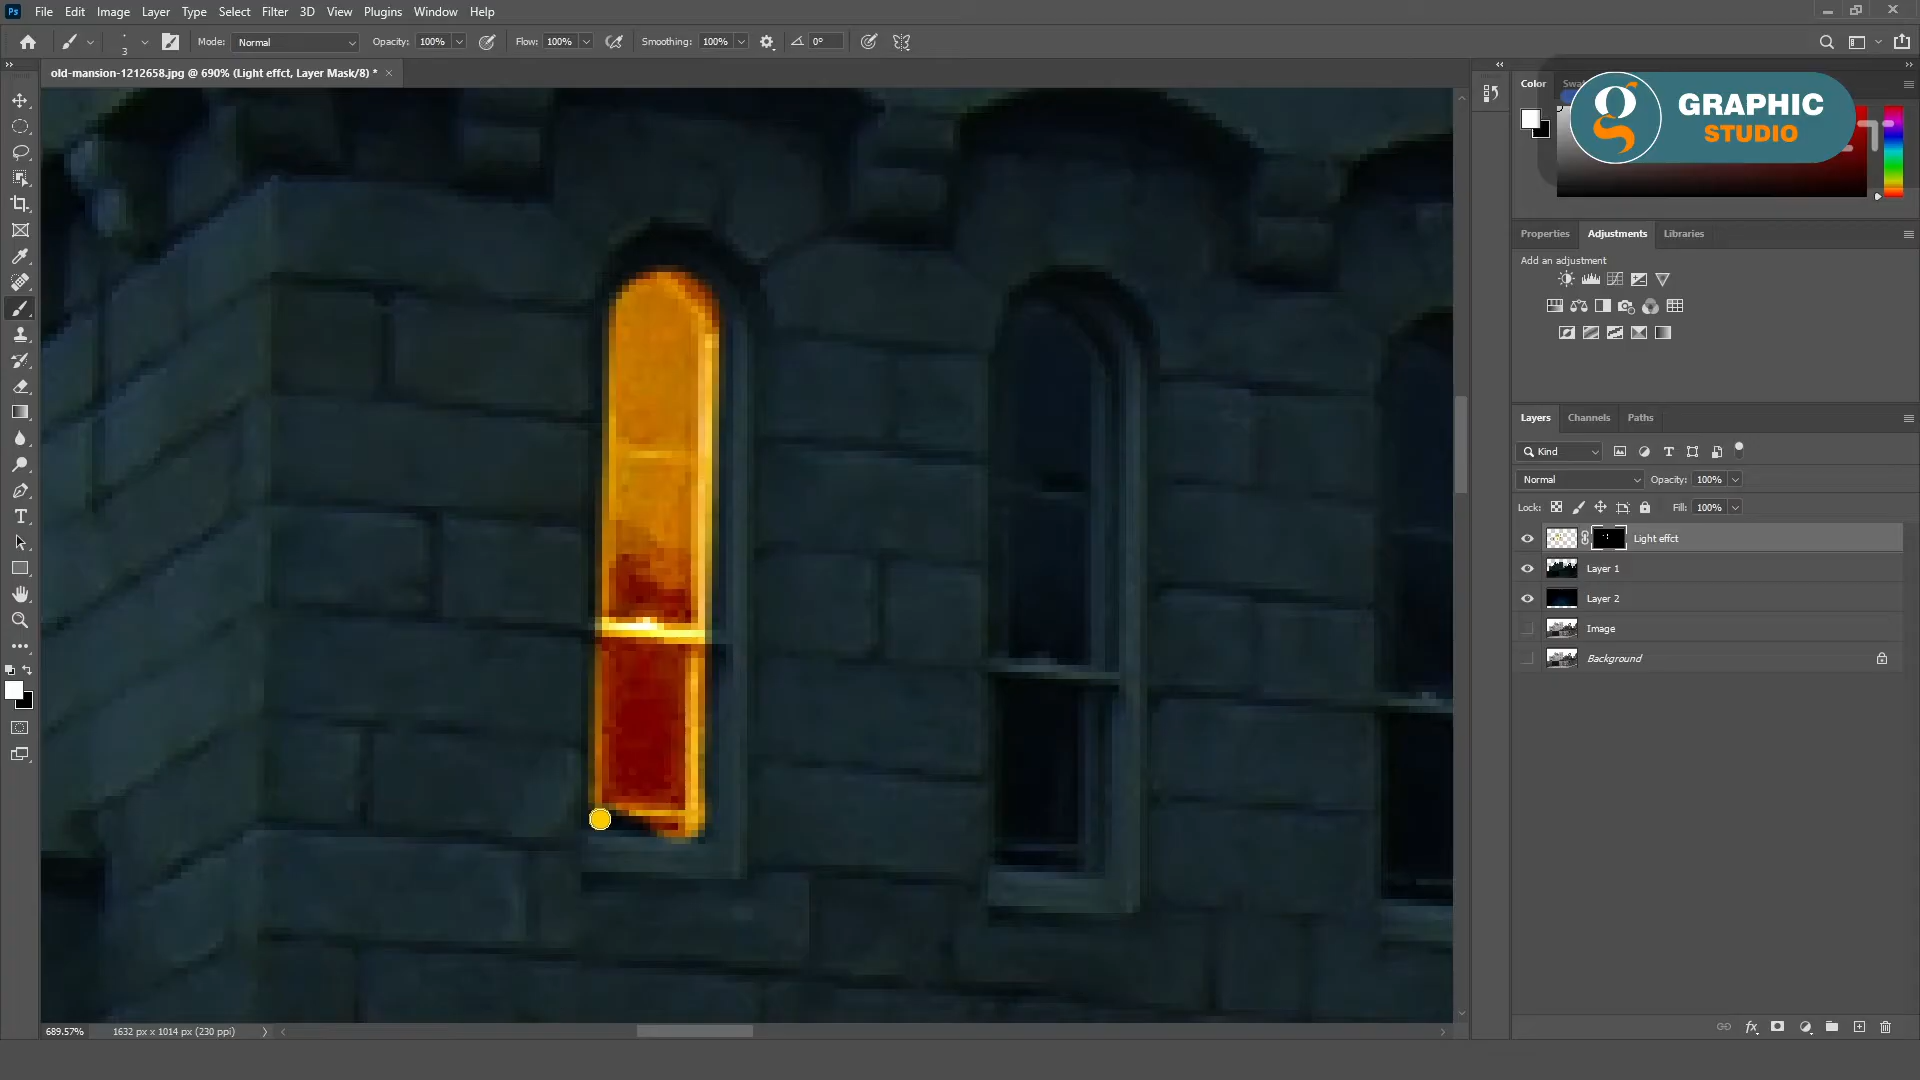 Ps File Edit Image Layer Type Select Filter 3D View Plugins Window Help
3 Mode: Normal Opacity: 100% Flow: 100% Smoothing: 100% 0°
old-mansion-1212658.jpg @ 690% (Light effct, Layer Mask/8) * ×
Color
GRAPHIC
STUDIO
Properties Adjustments Libraries
Add an adjustment
Layers Channels Paths
Kind
Normal Opacity: 100%
Lock: Fill: 100%
Light effct
Layer 1
Layer 2
Image
Background
689.57% 1632 px x 1014 px (230 ppi)